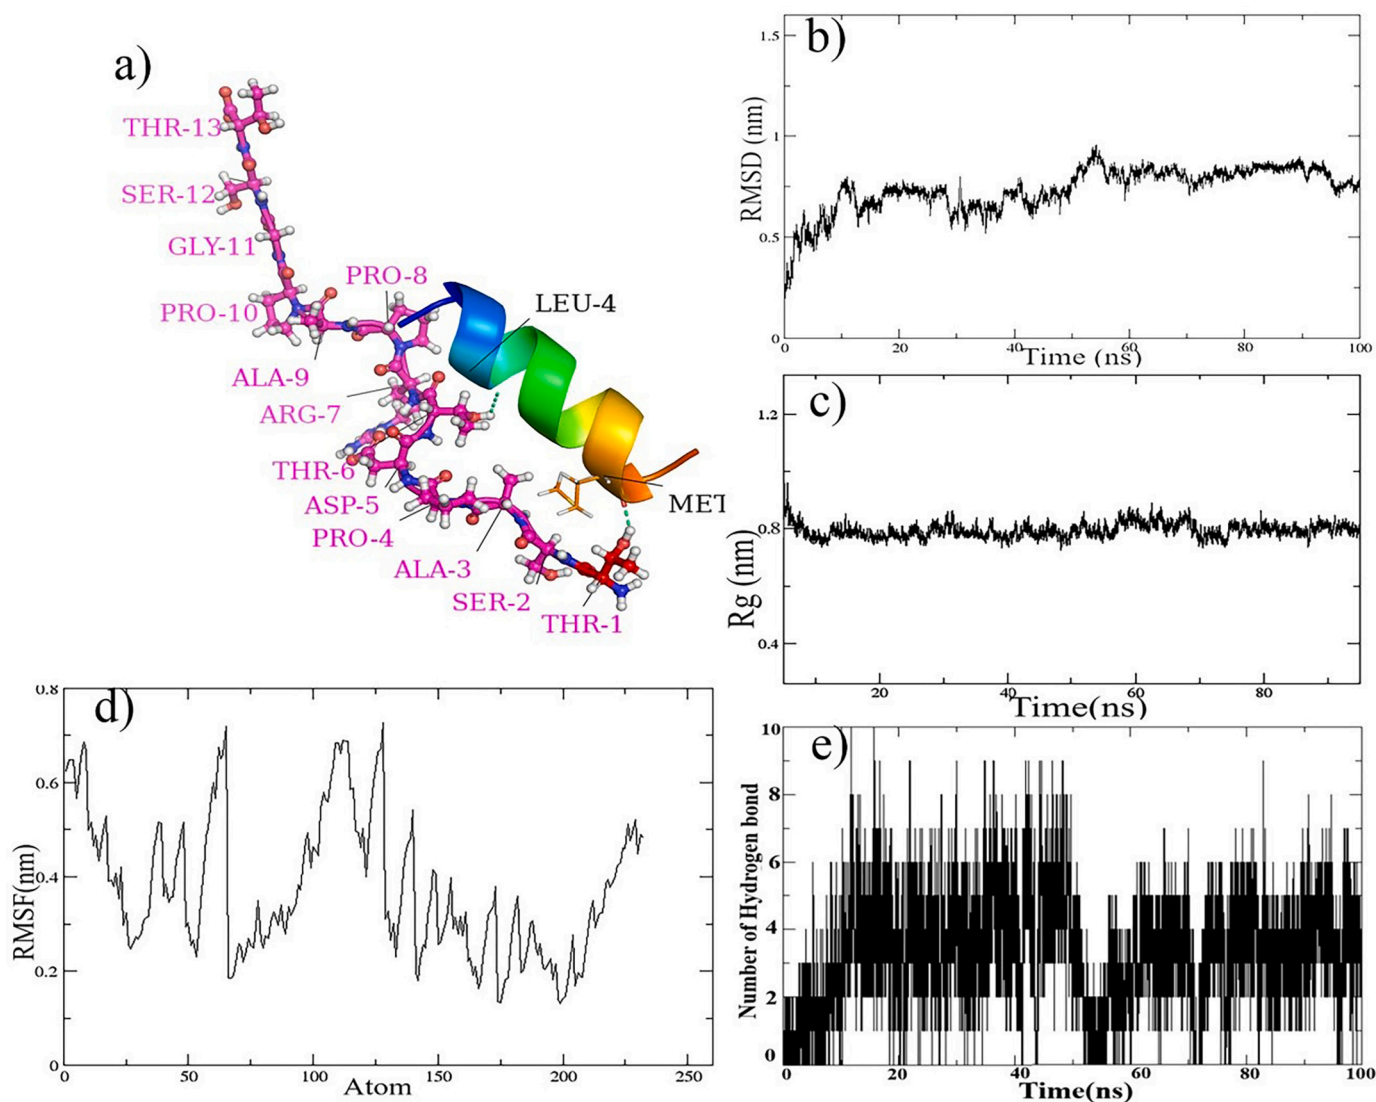 a)
THR-13
SER-12
GLY-11
PRO-8
PRO-10
LEU-4
ALA-9
ARG-7
THR-6
ASP-5
MET
PRO-4
ALA-3
SER-2
THR-1
b)
1.5
1
0.5
0
RMSD (nm)
0 20 40 60 80 100
Time (ns)
c)
1.2
0.8
0.4
Rg (nm)
20 40 60 80
Time(ns)
d)
0.8
0.6
0.4
0.2
0
RMSF(nm)
0 50 100 150 200 250
Atom
e)
10
8
6
4
2
0
Number of Hydrogen bond
0 20 40 60 80 100
Time(ns)